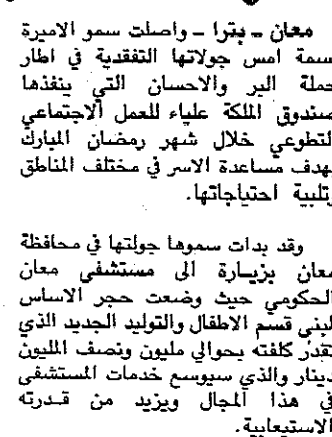 معان - بترا - واصلت سمو الاميرة
بسمة امس جولاتها التفقدية في اطار
حملة البر والاحسان التي ينفذها
صندوق الملكة علياء للعمل الاجتماعي
التطوعي خلال شهر رمضان المبارك
بهدف مساعدة الاسر في مختلف المناطق
وتلبية احتياجاتها.
وقد بدات سموها جولتها في محافظة
معان بزيارة الى مستشفى معان
الحكومي حيث وضعت حجر الاساس
لمبنى قسم الاطفال والتوليد الجديد الذي
تقدر كلفته بحوالي مليون ونصف المليون
دينار والذي سيوسع خدمات المستشفى
في هذا المجال ويزيد من قدرته
الاستيعابية.